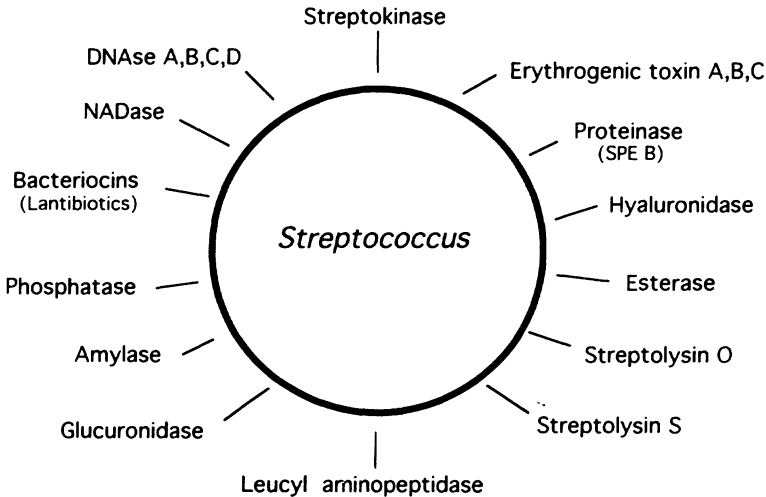 Streptokinase
DNAse A,B,C,D
Erythrogenic toxin A,B,C
NADase
Proteinase
(SPE B)
Bacteriocins
(Lantibiotics)
Hyaluronidase
Streptococcus
Phosphatase
Esterase
Amylase
Streptolysin O
Glucuronidase
Streptolysin S
Leucyl aminopeptidase